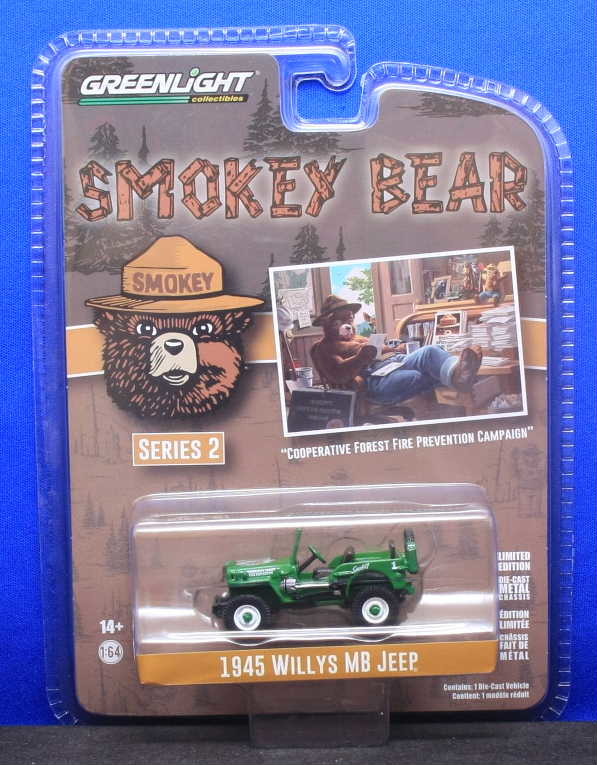 GREENLIGHT
collectibles
SMOKEY BEAR
SMOKEY
SERIES 2
"COOPERATIVE FOREST FIRE PREVENTION CAMPAIGN"
LIMITED
EDITION
DIE-CAST
METAL
CHASSIS
ÉDITION
LIMITÉE
CHÂSSIS
FAIT DE
MÉTAL
14+
1:64
1945 WILLYS MB JEEP
Contains: 1 Die-Cast Vehicle
Contient: 1 modèle réduit